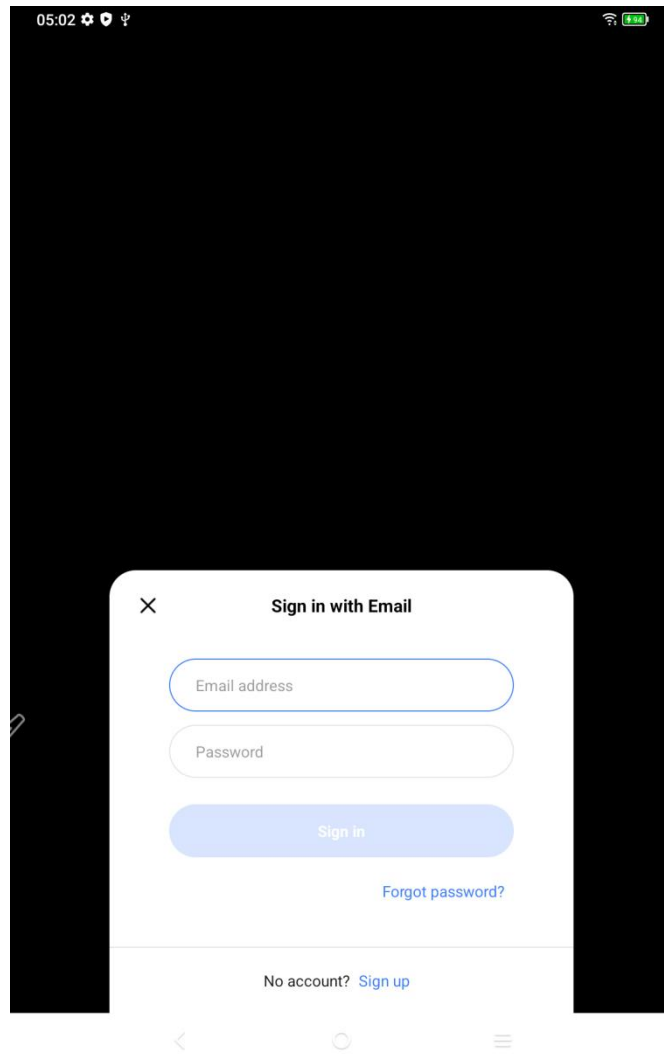 05:02
94
Sign in with Email
Email address
Password
Sign in
Forgot password?
No account? Sign up